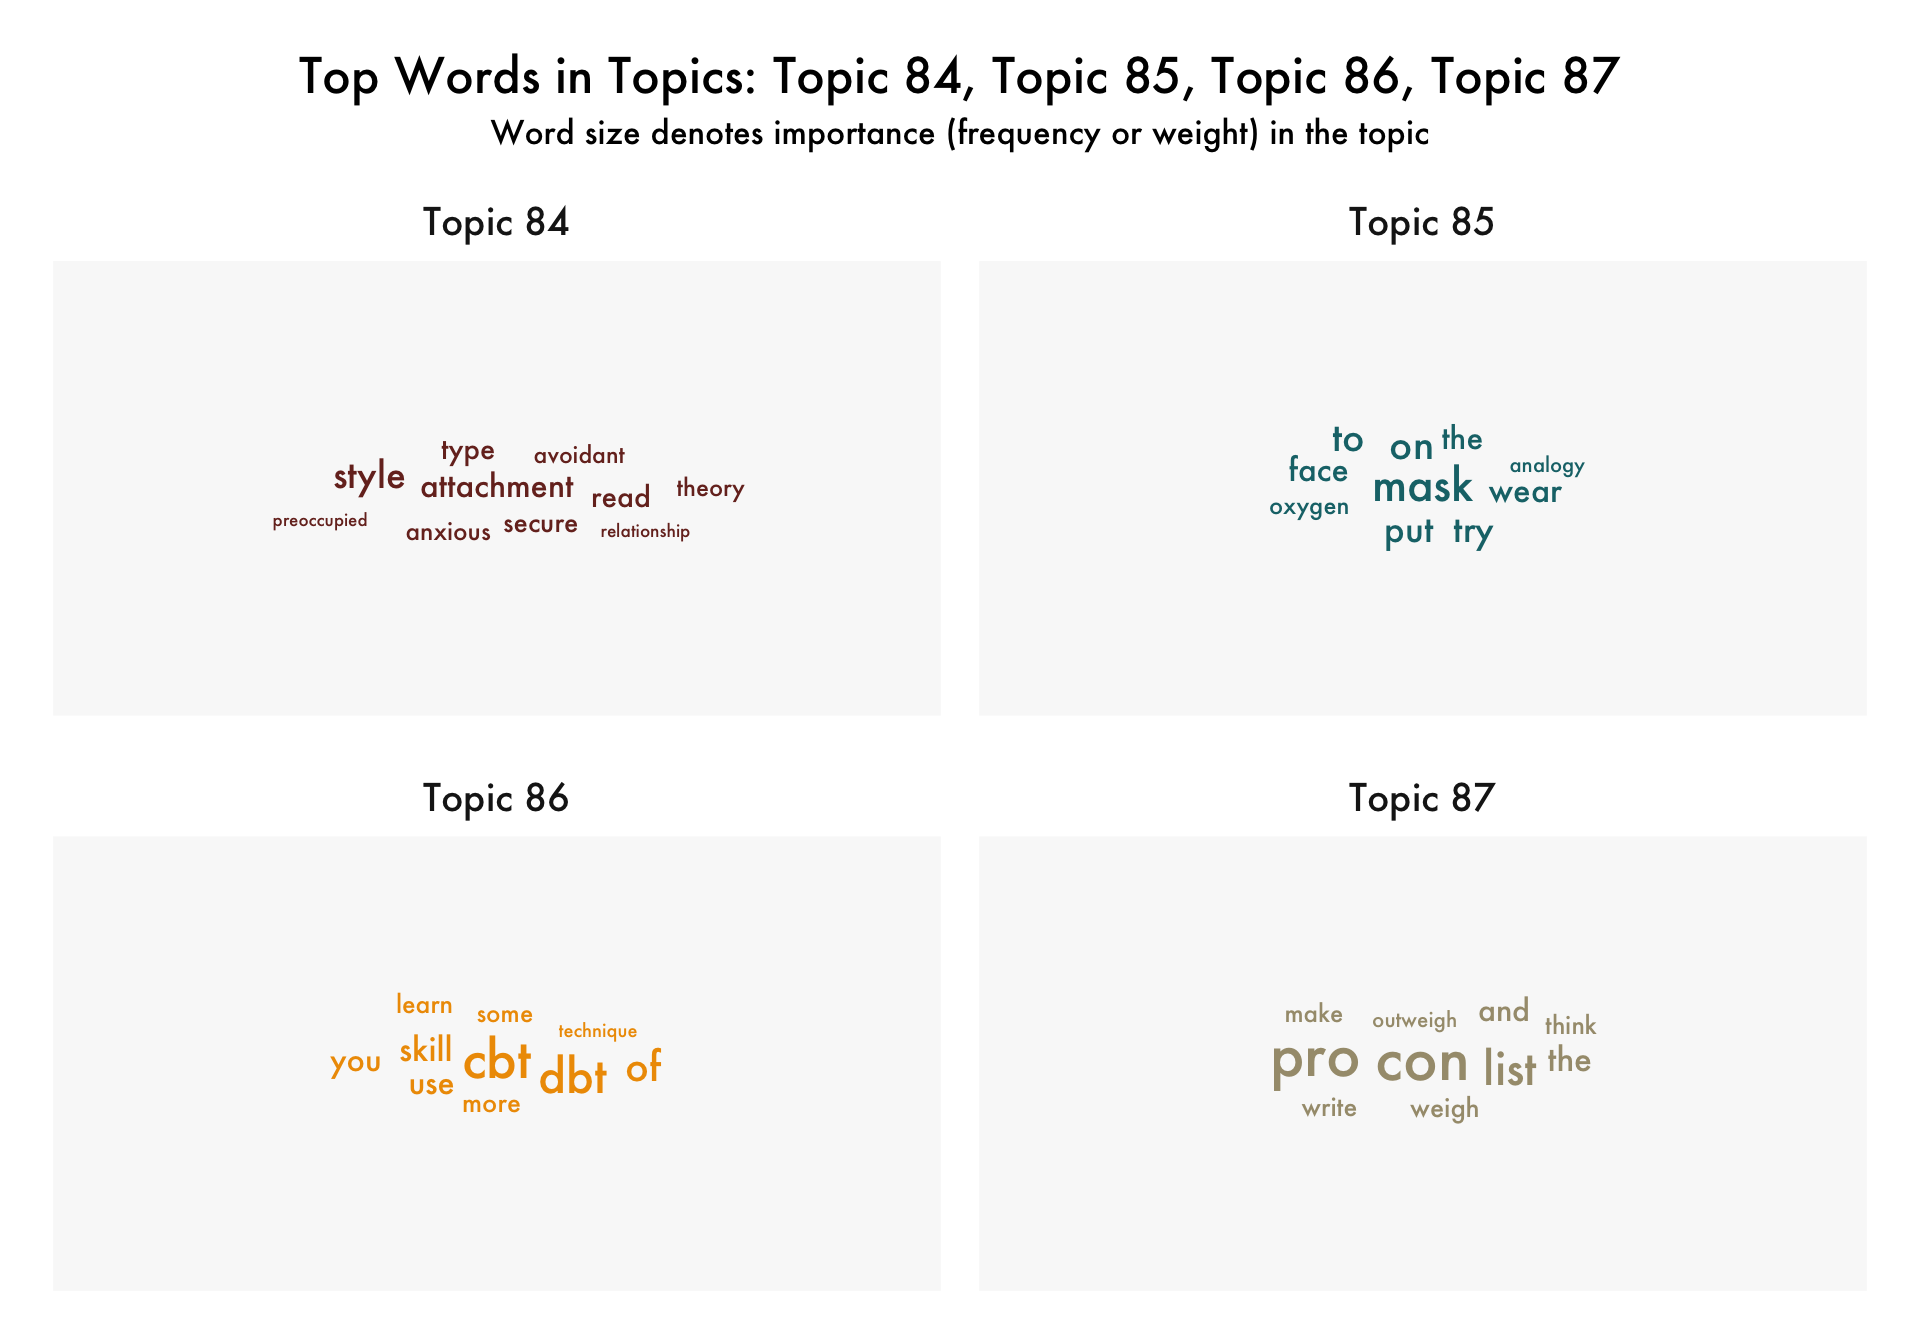 Top Words in Topics: Topic 84, Topic 85, Topic 86, Topic 87
Word size denotes importance (frequency or weight) in the topic
Topic 84
type
avoidant
style
attachment
read
theory
preoccupied
anxious
secure
relationship
Topic 85
to
on
the
face
mask
analogy
wear
oxygen
put
try
Topic 86
learn
some
technique
you
skill
cbt
dbt
of
use
more
Topic 87
make
outweigh
and
think
pro
con
list
the
write
weigh